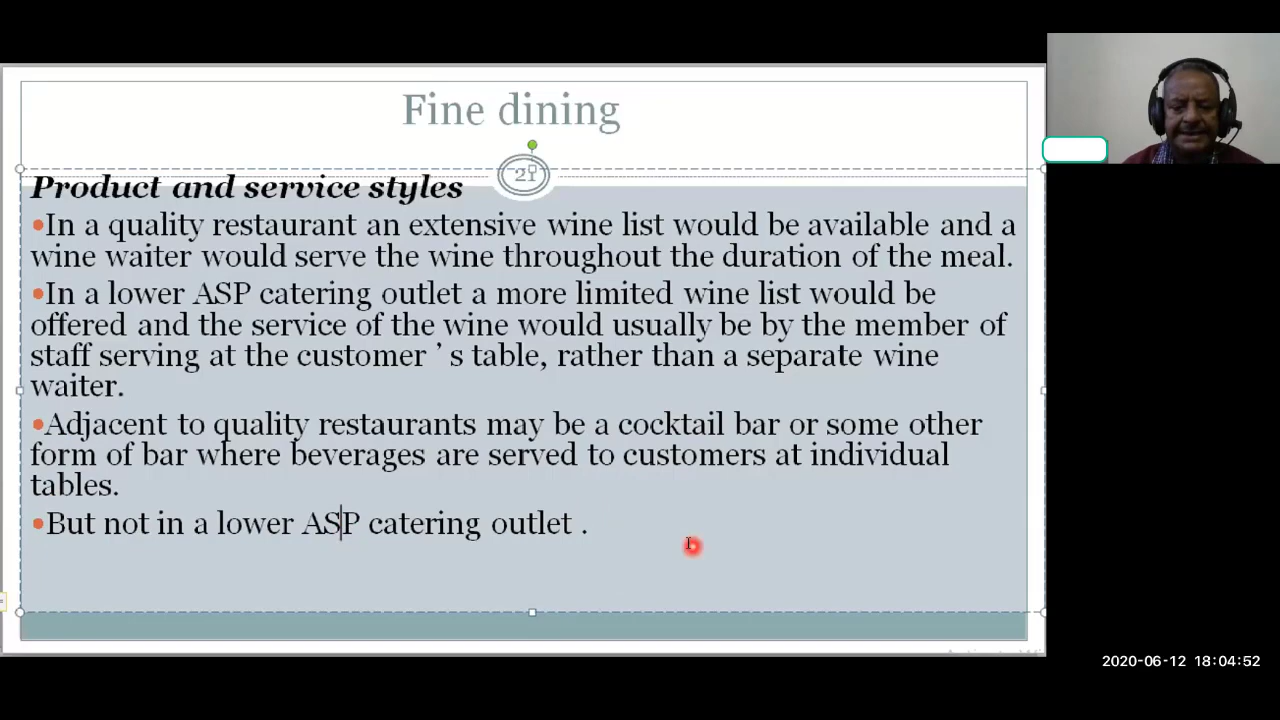 Fine dining
21
Product and service styles
•In a quality restaurant an extensive wine list would be available and a
wine waiter would serve the wine throughout the duration of the meal.
•In a lower ASP catering outlet a more limited wine list would be
offered and the service of the wine would usually be by the member of
staff serving at the customer ’ s table, rather than a separate wine
waiter.
•Adjacent to quality restaurants may be a cocktail bar or some other
form of bar where beverages are served to customers at individual
tables.
•But not in a lower ASP catering outlet .
2020-06-12 18:04:52